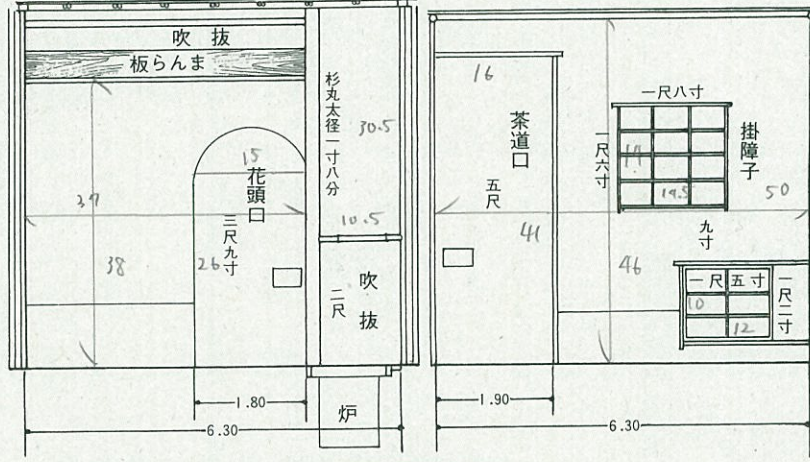 吹抜
板らんま
杉丸太径一寸八分
30.5
15
花頭口
三尺九寸
37
38
26
10.5
吹抜
二尺
1.80
6.30
炉
16
茶道口
五尺
41
一尺六寸
一尺八寸
掛障子
14
19.5
50
九寸
46
一尺五寸
一尺二寸
10
12
1.90
6.30